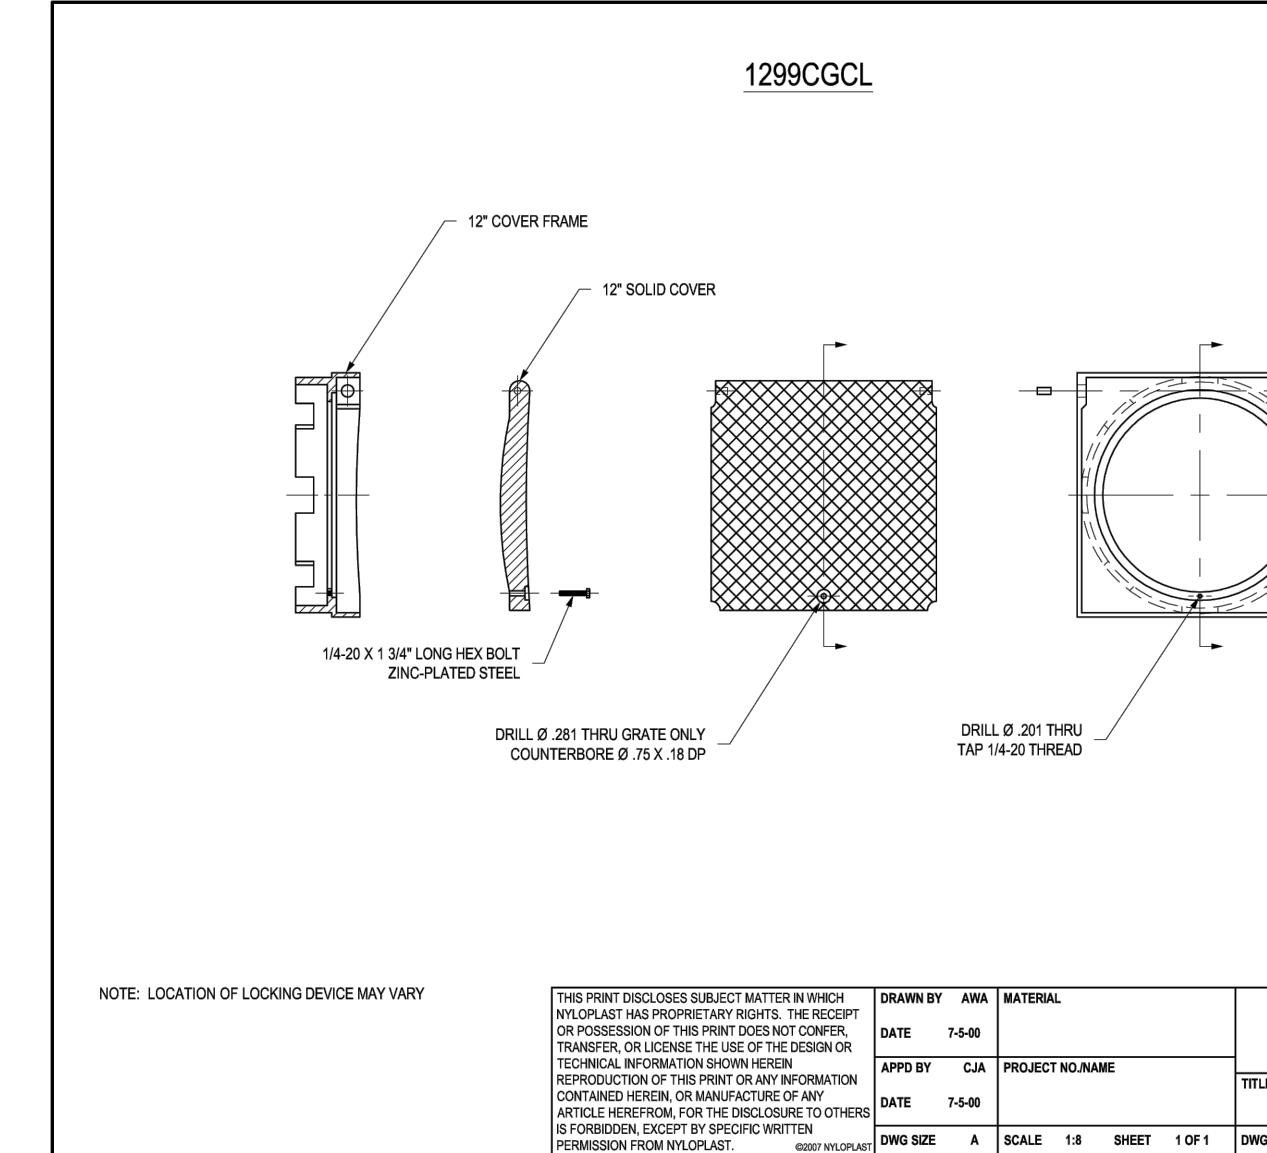 1299CGCL
12" COVER FRAME
12" SOLID COVER
1/4-20 X 1 3/4" LONG HEX BOLT
ZINC-PLATED STEEL
DRILL Ø .281 THRU GRATE ONLY
COUNTERBORE Ø .75 X .18 DP
DRILL Ø .201 THRU
TAP 1/4-20 THREAD
NOTE:  LOCATION OF LOCKING DEVICE MAY VARY
THIS PRINT DISCLOSES SUBJECT MATTER IN WHICH
NYLOPLAST HAS PROPRIETARY RIGHTS.  THE RECEIPT
OR POSSESSION OF THIS PRINT DOES NOT CONFER,
TRANSFER, OR LICENSE THE USE OF THE DESIGN OR
TECHNICAL INFORMATION SHOWN HEREIN
REPRODUCTION OF THIS PRINT OR ANY INFORMATION
CONTAINED HEREIN, OR MANUFACTURE OF ANY
ARTICLE HEREFROM, FOR THE DISCLOSURE TO OTHERS
IS FORBIDDEN, EXCEPT BY SPECIFIC WRITTEN
PERMISSION FROM NYLOPLAST.
©2007 NYLOPLAST
DRAWN BY AWA
DATE 7-5-00
APPD BY CJA
DATE 7-5-00
DWG SIZE A
MATERIAL
PROJECT NO./NAME
SCALE 1:8 SHEET 1 OF 1
TITL
DWG